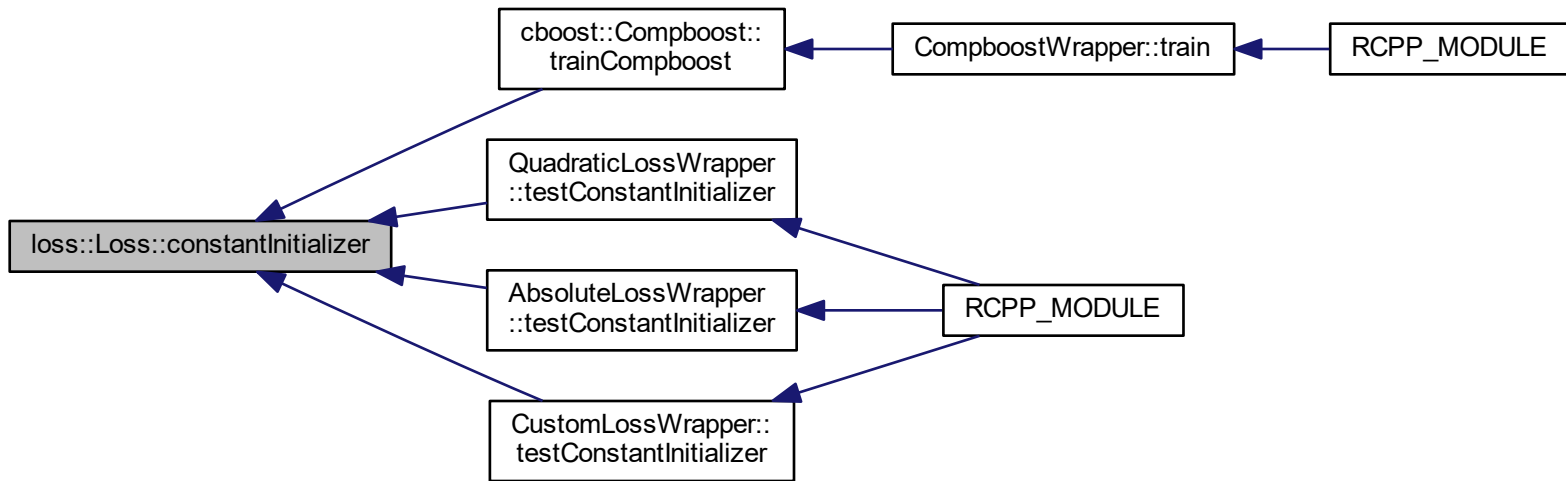 cboost::Compboost::
trainCompboost
CompboostWrapper::train
RCPP_MODULE
QuadraticLossWrapper
::testConstantInitializer
loss::Loss::constantInitializer
AbsoluteLossWrapper
::testConstantInitializer
RCPP_MODULE
CustomLossWrapper::
testConstantInitializer